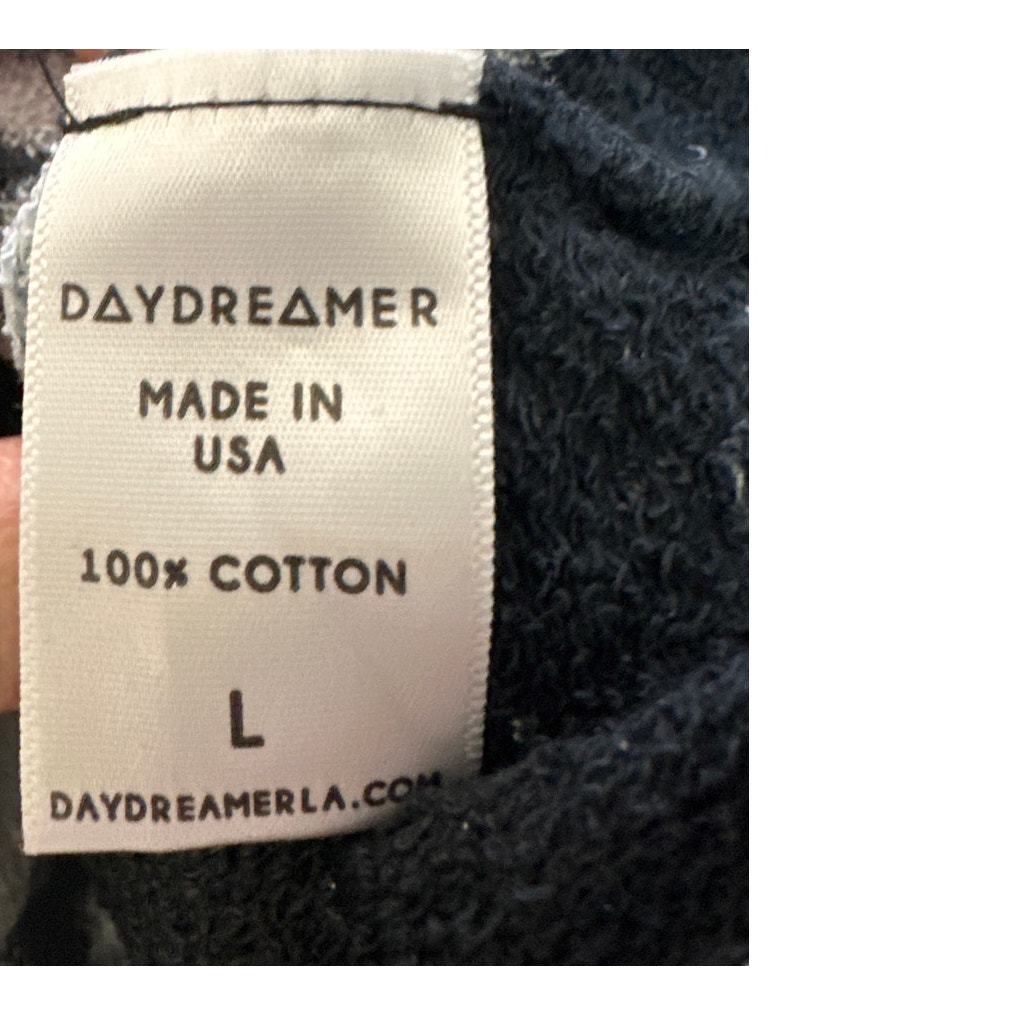 DAYDREAMER
MADE IN
USA
100% COTTON
L
DAYDREAMERLA.COM